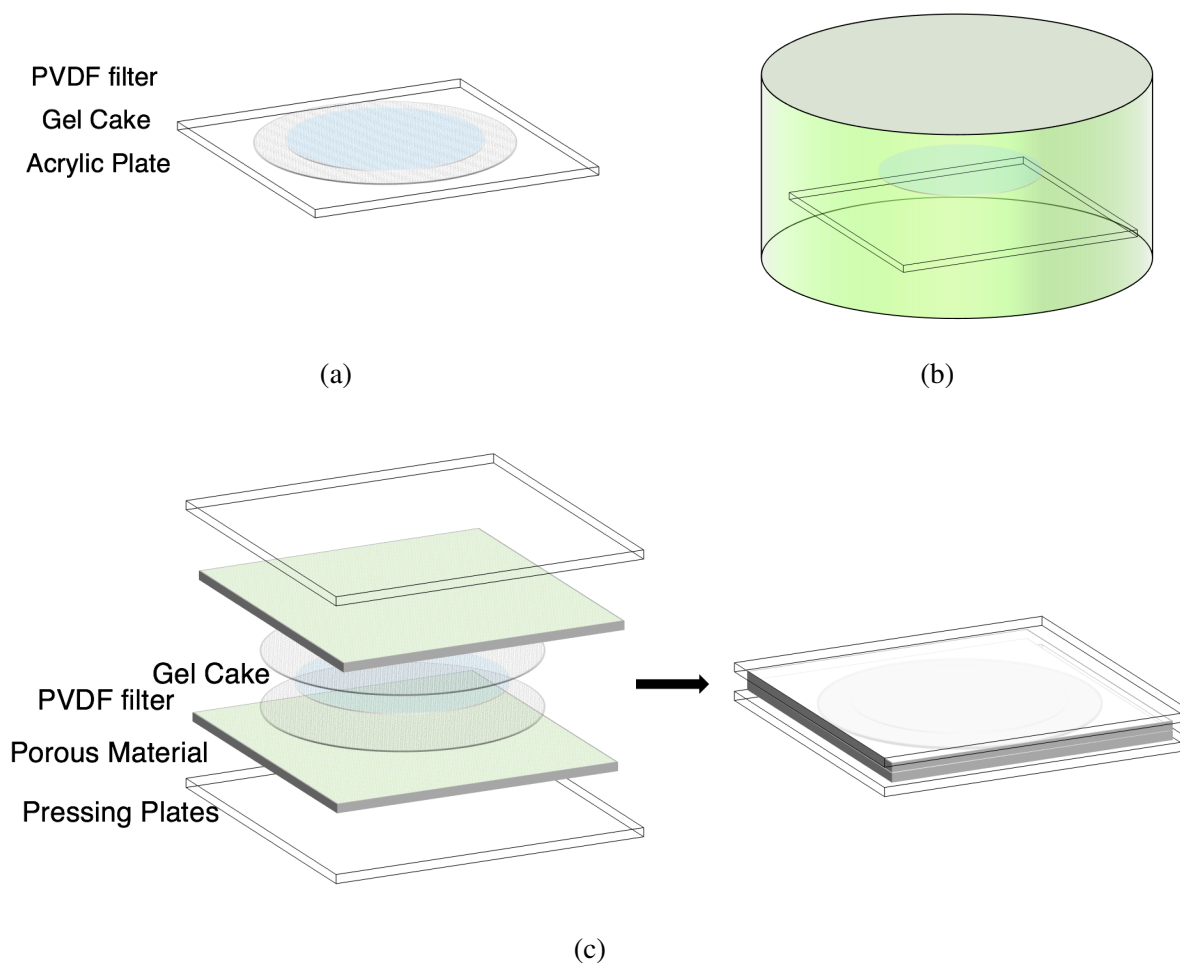 PVDF filter
Gel Cake
Acrylic Plate
(a)
(b)
Gel Cake
PVDF filter
Porous Material
Pressing Plates
(c)